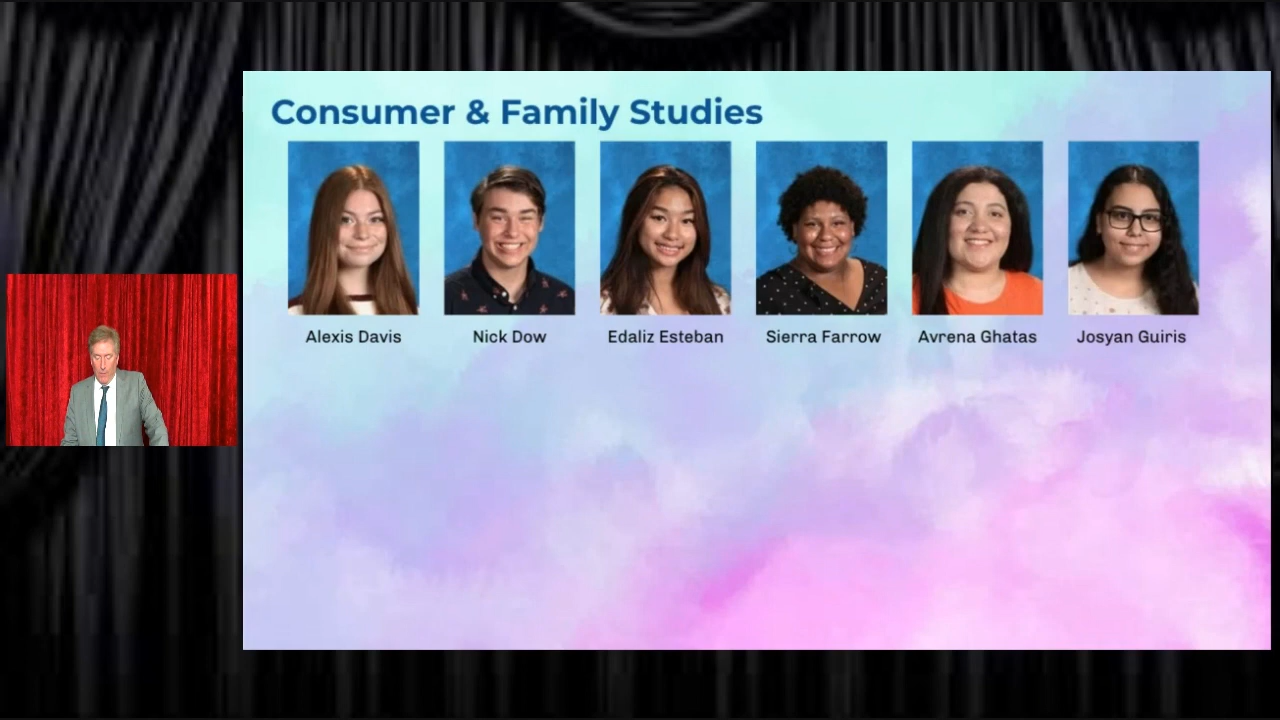 Consumer & Family Studies
Alexis Davis Nick Dow Edaliz Esteban Sierra Farrow Avrena Ghatas Josyan Guiris